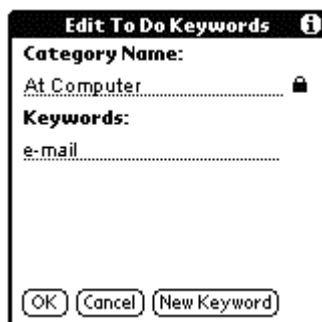 Edit To Do Keywords
Category Name:
At Computer
Keywords:
e-mail
OK Cancel New Keyword